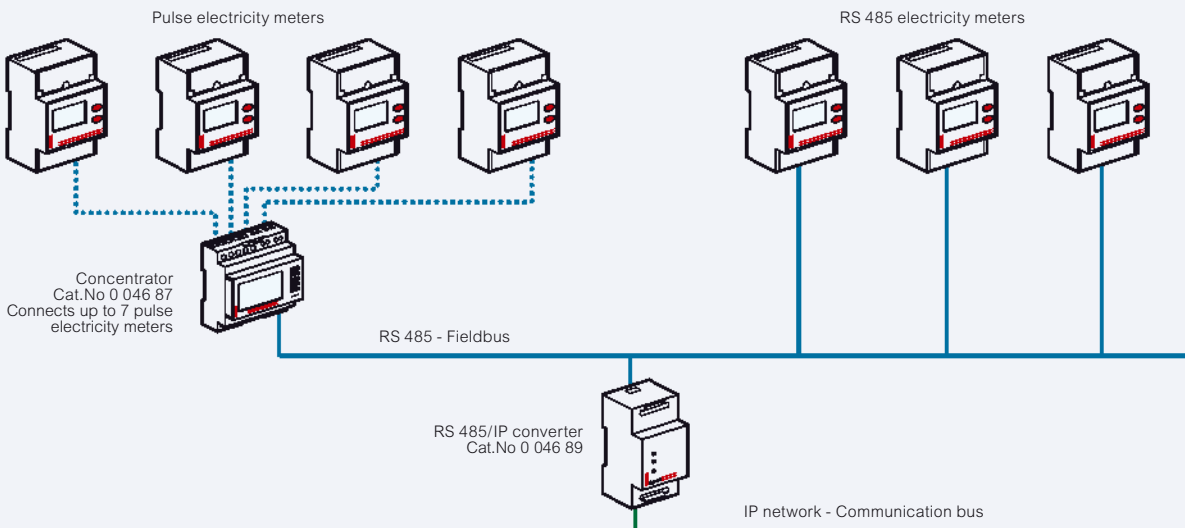 Pulse electricity meters
RS 485 electricity meters
Concentrator
Cat.No 0 046 87
Connects up to 7 pulse
electricity meters
RS 485 - Fieldbus
RS 485/IP converter
Cat.No 0 046 89
IP network - Communication bus